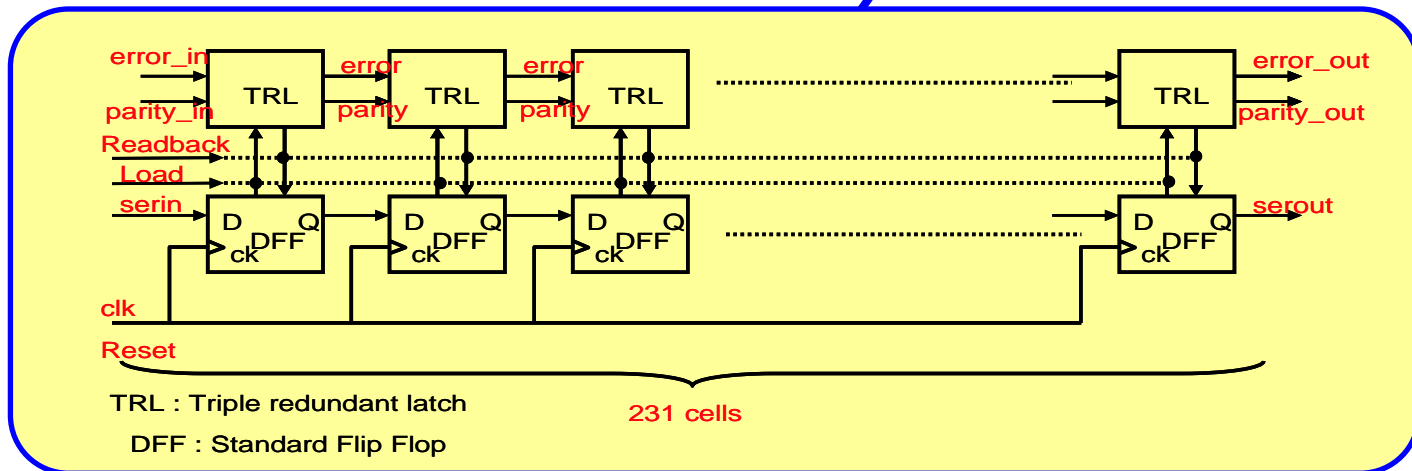 error_in error error error_out
TRL TRL TRL TRL
parity_in parity parity parity_out
Readback
Load
serin serout
D Q D Q D Q D Q
DFF DFF DFF DFF
ck ck ck ck
clk
Reset
TRL : Triple redundant latch
231 cells
DFF : Standard Flip Flop